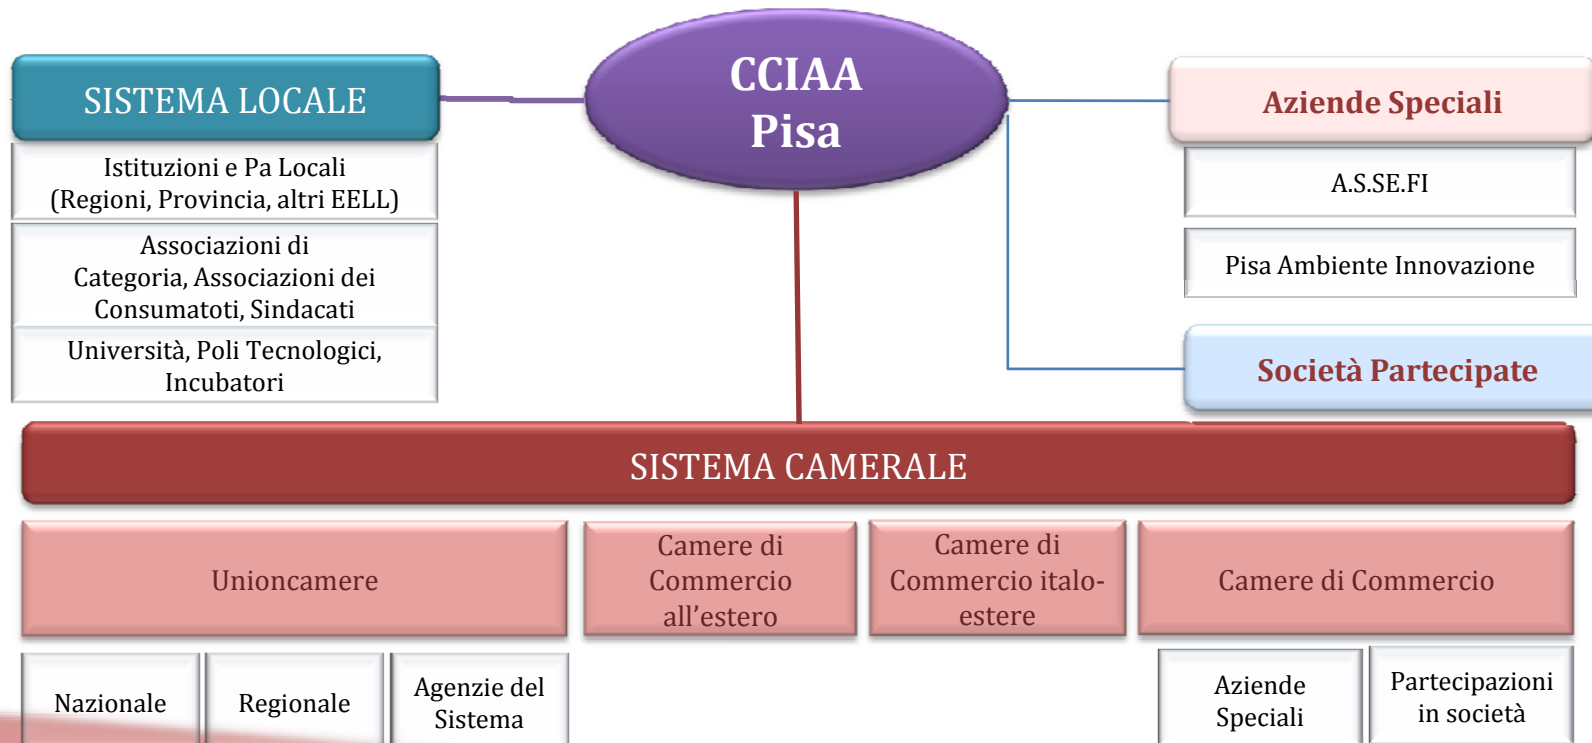 CCIAA
Pisa
SISTEMA LOCALE
Istituzioni e Pa Locali
(Regioni, Provincia, altri EELL)
Associazioni di
Categoria, Associazioni dei
Consumatoti, Sindacati
Università, Poli Tecnologici,
Incubatori
Aziende Speciali
A.S.SE.FI
Pisa Ambiente Innovazione
Società Partecipate
SISTEMA CAMERALE
Unioncamere
Camere di
Commercio
all’estero
Camere di
Commercio italo-
estere
Camere di Commercio
Nazionale
Regionale
Agenzie del
Sistema
Aziende
Speciali
Partecipazioni
in società